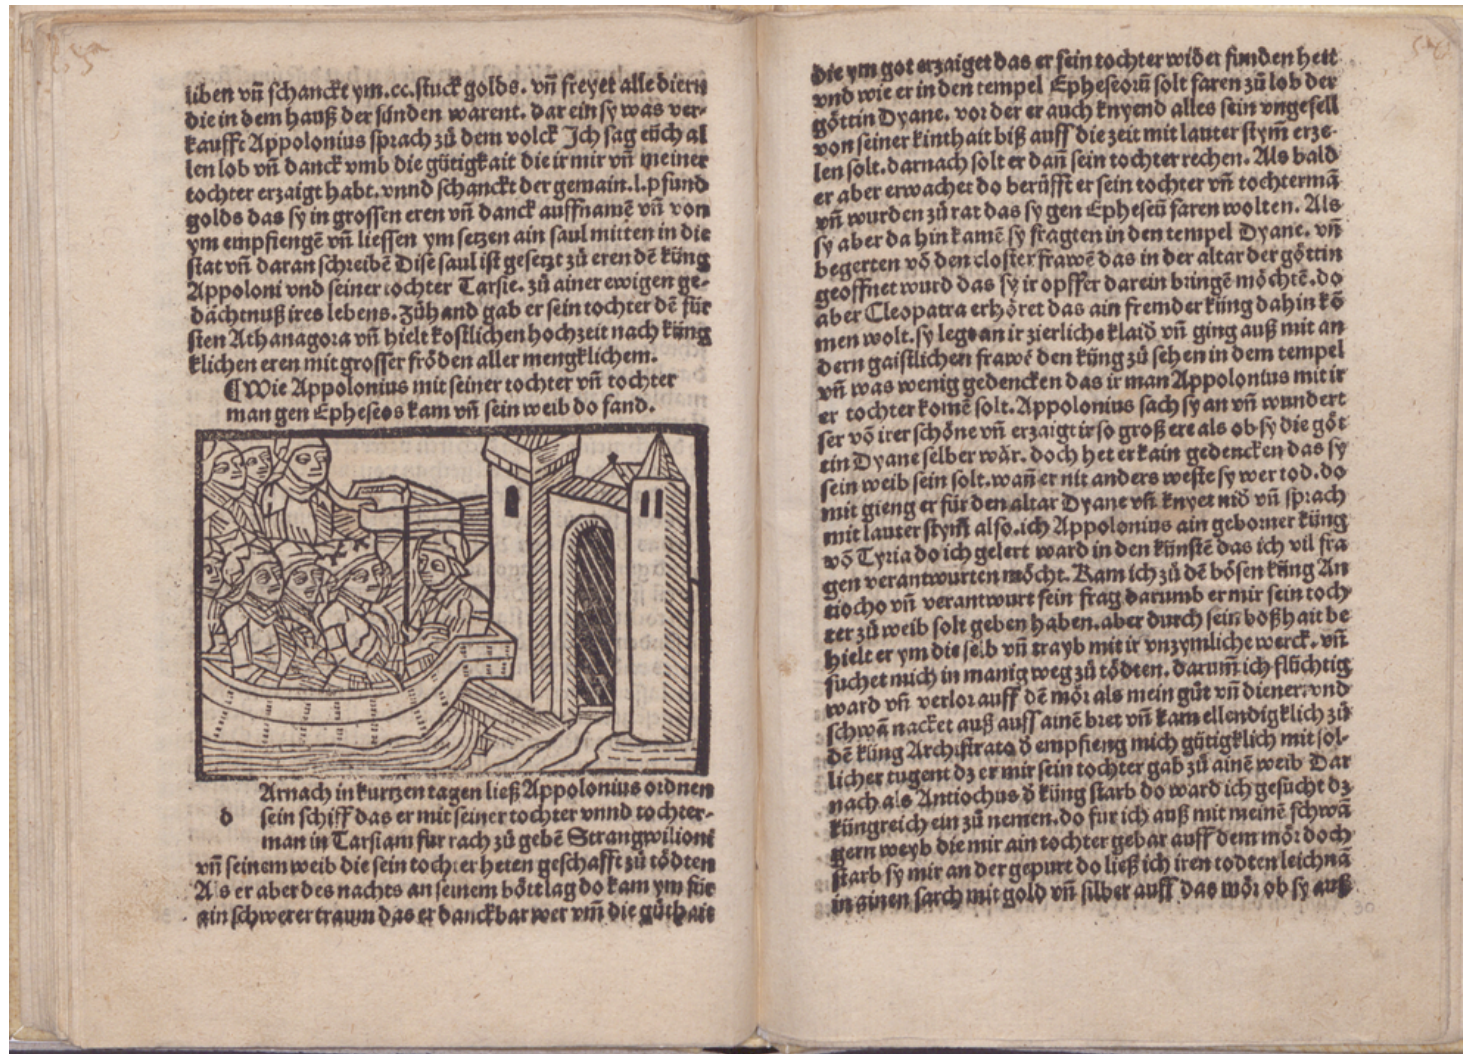 liben vñ schanckt ym .cc. stuck golds. vñ freyet alle diern
die in dem hauß der sünden warent. dar ein sy was ver-
kaufft Appolonius sprach zů dem volck Jch sag eüch al
len lob vñ danck vmb die gütigkait die ir mir vñ meiner
tochter erzaigt habt. vnnd schanckt der gemain .l. pfund
golds das sy in grossen eren vñ danck auffnamē vñ von
ym empfiengē vñ liessen ym setzen ain saul mitten in die
stat vñ daran schreibē Dise saul ist gesetzt zů eren dē küng
Appoloni vnd seiner tochter Tarsie. zů ainer ewigen ge-
dächtnuß ires lebens. Zůhand gab er sein tochter dē für
sten Athanagora vñ hielt kostlichen hochzeit nach küng
klichen eren mit grosser fröden aller mengklichem.
¶ Wie Appolonius mit seiner tochter vñ tochter
man gen Epheseos kam vñ sein weib do fand.
d Arnach in kurtzen tagen ließ Appolonius ordnen
sein schiff das er mit seiner tochter vnnd tochter-
man in Tarsiam fur rach zů gebē Strangwilioni
vñ seinem weib die sein tochter heten geschafft zů tödten
Als er aber des nachts an seinem bött lag do kam ym für
ain schwerer traum das er danckbar wer vm̄ die gůthait
die ym got erzaiget das er sein tochter wider funden hett
vnd wie er in den tempel Epheseorū solt faren zů lob der
göttin Dyane. vor der er auch knyend alles sein vngefell
von seiner kinthait biß auff die zeit mit lauter stym̄ erze-
len solt. darnach solt er dañ sein tochter rechen. Als bald
er aber erwachet do berüfft er sein tochter vñ tochtermā
vñ wurden zů rat das sy gen Epheseū faren wolten. Als
sy aber da hin kamē sy fragten in den tempel Dyane. vñ
begerten vō den closter frawē das in der altar der göttin
geoffnet wurd das sy ir opffer darein bringē möchtē. do
aber Cleopatra erhöret das ain fremder küng dahin kō
men wolt. sy legt an ir zierlichs klaid vñ ging auß mit an
dern gaistlichen frawē den küng zů sehen in dem tempel
vñ was wenig gedencken das ir man Appolonius mit ir
er tochter komē solt. Appolonius sach sy an vñ wundert
ser vō irer schöne vñ erzaigt ir so groß ere als ob sy die göt
tin Dyane selber wär. doch het er kain gedencken das sy
sein weib sein solt. wañ er nit anders weste sy wer tod. do
mit gieng er für den altar Dyane vñ knyet nid vñ sprach
mit lauter stym̄ also. ich Appolonius ain geborner küng
vō Tyria do ich gelert ward in den künstē das ich vil fra
gen verantwurten möcht. Kam ich zů dē bösen küng An
tiocho vñ verantwurt sein frag darumb er mir sein toch
ter zů weib solt geben haben. aber durch sein boßhait be
hielt er ym die selb vñ trayb mit ir vnzymliche werck. vñ
suchet mich in manig weg zů tödten. darum̄ ich flüchtig
ward vñ verlor auff dē mör als mein gůt vñ diener. vnd
schwā nacket auß auff ainē bret vñ kam ellendigklich zů
dē küng Archistrato d̄ empfieng mich gütigklich mit sol-
licher tugent dz er mir sein tochter gab zů ainē weib Dar
nach als Antiochus d̄ küng starb do ward ich gesůcht dz
küngreich ein zů nemen. do fur ich auß mit meinē schwā
gern weyb die mir ain tochter gebar auff dem mör doch
starb sy mir an der gepurt do ließ ich iren todten leichnā
in ainen sarch mit gold vñ silber auff das mör ob sy auß
30